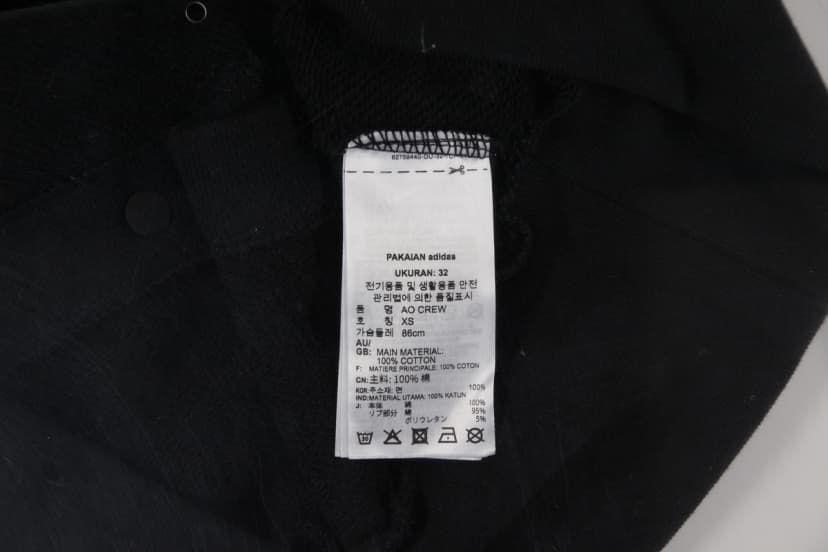 PAKAIAN adidas
UKURAN: 32
전기용품 및 생활용품 안전
관리법에 의한 품질표시
품 명 AO CREW
호 칭 XS
가슴둘레 86cm
AU/
GB: MAIN MATERIAL:
100% COTTON
F: MATIERE PRINCIPALE: 100% COTON
CN: 主料: 100% 棉
KOR: 주소재: 면 100%
IND: MATERIAL UTAMA: 100% KATUN
J: 本体 綿 100%
リブ部分 綿 95%
ポリウレタン 5%
30